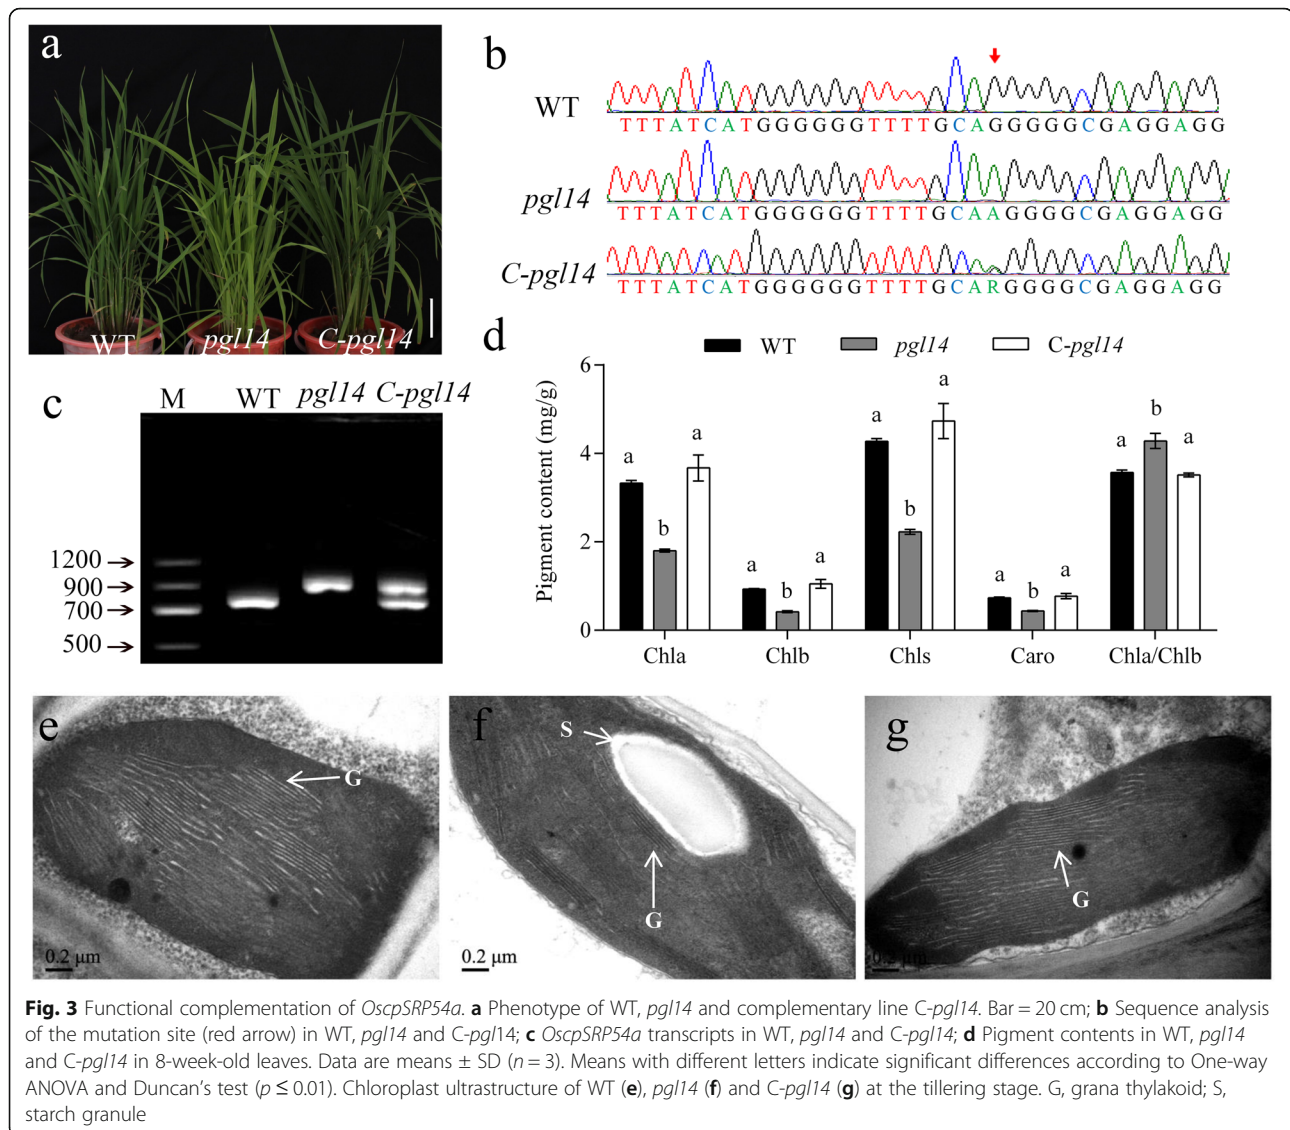 a
WT pgl14 C-pgl14
b
WT
TTTATCATGGGGGGTTTTGCAGGGGGCGAGGAGG
pgl14
TTTATCATGGGGGGTTTTGCAAGGGGCGAGGAGG
C-pgl14
TTTATCATGGGGGGTTTTGCARGGGGCGAGGAGG
c
M WT pgl14 C-pgl14
1200
900
700
500
d
WT pgl14 C-pgl14
Pigment content (mg/g)
6
4
2
0
a b a a b a a b a a b a a b a
Chla Chlb Chls Caro Chla/Chlb
e
G
0.2 μm
f
S
G
0.2 μm
g
G
0.2 μm
Fig. 3 Functional complementation of OscpSRP54a. a Phenotype of WT, pgl14 and complementary line C-pgl14. Bar = 20 cm; b Sequence analysis
of the mutation site (red arrow) in WT, pgl14 and C-pgl14; c OscpSRP54a transcripts in WT, pgl14 and C-pgl14; d Pigment contents in WT, pgl14
and C-pgl14 in 8-week-old leaves. Data are means ± SD (n = 3). Means with different letters indicate significant differences according to One-way
ANOVA and Duncan's test (p ≤ 0.01). Chloroplast ultrastructure of WT (e), pgl14 (f) and C-pgl14 (g) at the tillering stage. G, grana thylakoid; S,
starch granule